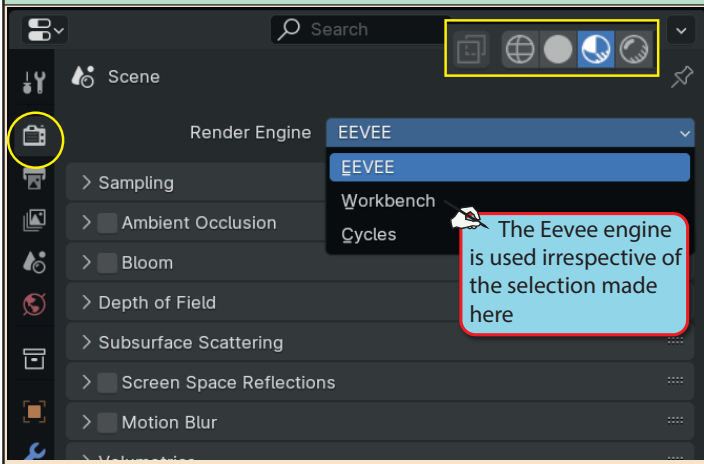 Search
Scene
Render Engine EEVEE
EEVEE
Workbench
Cycles
Sampling
Ambient Occlusion
Bloom
Depth of Field
Subsurface Scattering
Screen Space Reflections
Motion Blur
The Eevee engine
is used irrespective of
the selection made
here